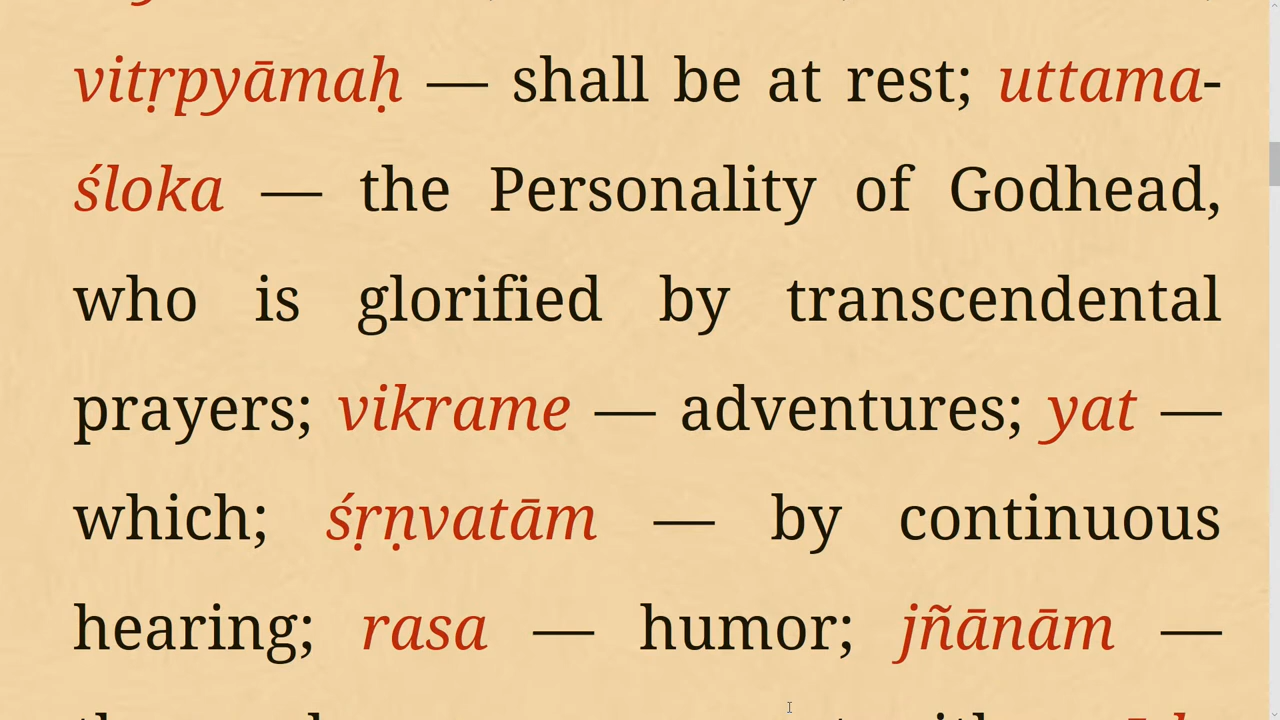 vitṛpyāmaḥ — shall be at rest; uttama-
śloka — the Personality of Godhead,
who is glorified by transcendental
prayers; vikrame — adventures; yat —
which; śṛṇvatām — by continuous
hearing; rasa — humor; jñānām —